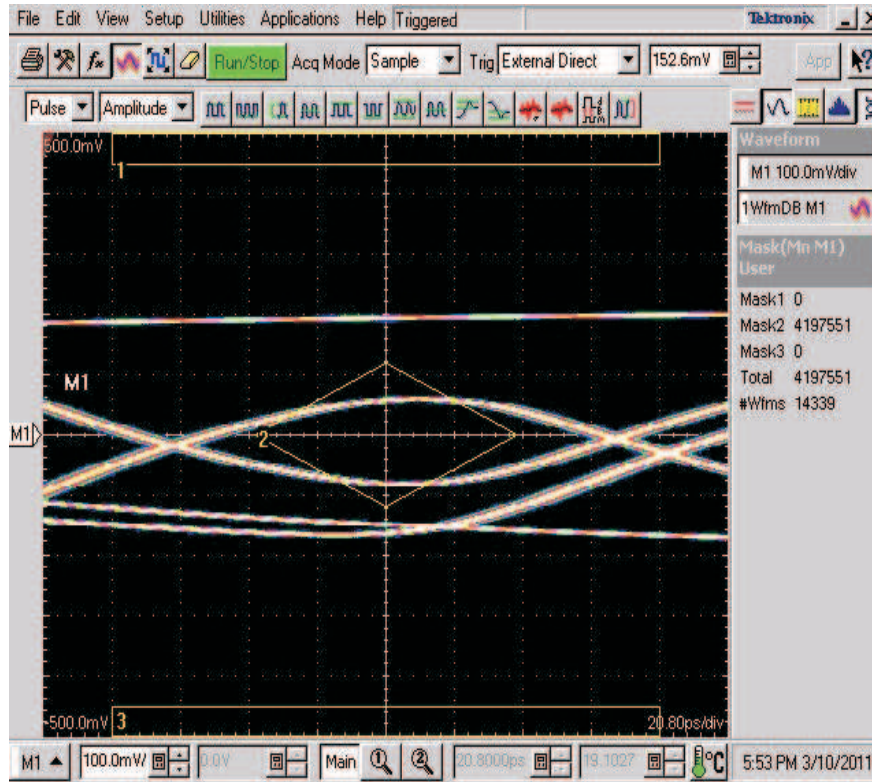 File Edit View Setup Utilities Applications Help Triggered Tektronix
Run/Stop Acq Mode Sample Trig External Direct 152.6mV App
Pulse Amplitude
500.0mV
1
Waveform
M1 100.0mV/div
1WfmDB M1
Mask(Mn M1)
User
Mask1 0
Mask2 4197551
Mask3 0
Total 4197551
#Wfms 14339
M1
M1
2
-500.0mV 3 20.80ps/div
M1 100.0mV/ 0.0V Main 1 2 20.8000ps 19.1027 °C 5:53 PM 3/10/2011